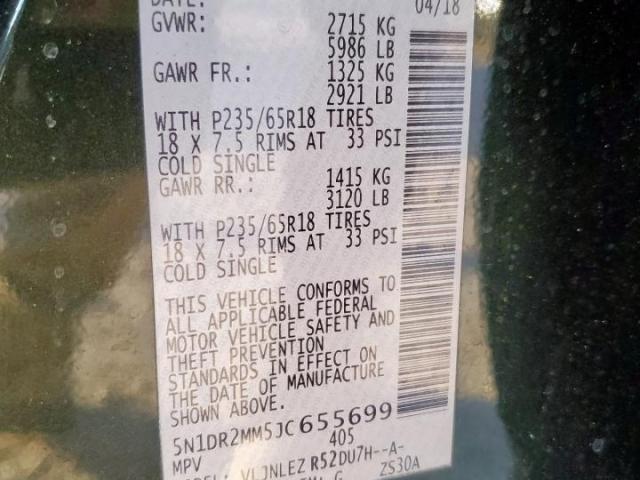 DATE: 04/18
GVWR: 2715 KG
5986 LB
GAWR FR.: 1325 KG
2921 LB
WITH P235/65R18 TIRES
18 X 7.5 RIMS AT 33 PSI
COLD SINGLE
GAWR RR.: 1415 KG
3120 LB
WITH P235/65R18 TIRES
18 X 7.5 RIMS AT 33 PSI
COLD SINGLE
THIS VEHICLE CONFORMS TO
ALL APPLICABLE FEDERAL
MOTOR VEHICLE SAFETY AND
THEFT PREVENTION
STANDARDS IN EFFECT ON
THE DATE OF MANUFACTURE
SHOWN ABOVE.
5N1DR2MM5JC655699
MPV 405
VLJNLEZ R52DU7H--A-
ZS30A